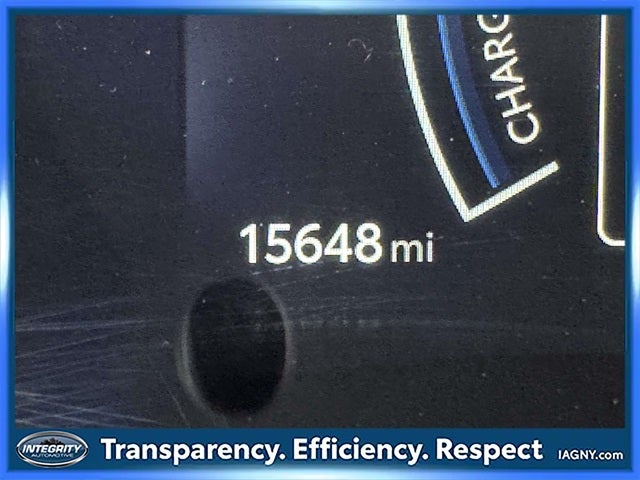 CHARG
15648 mi
INTEGRITY
AUTOMOTIVE
Transparency. Efficiency. Respect
IAGNY.com